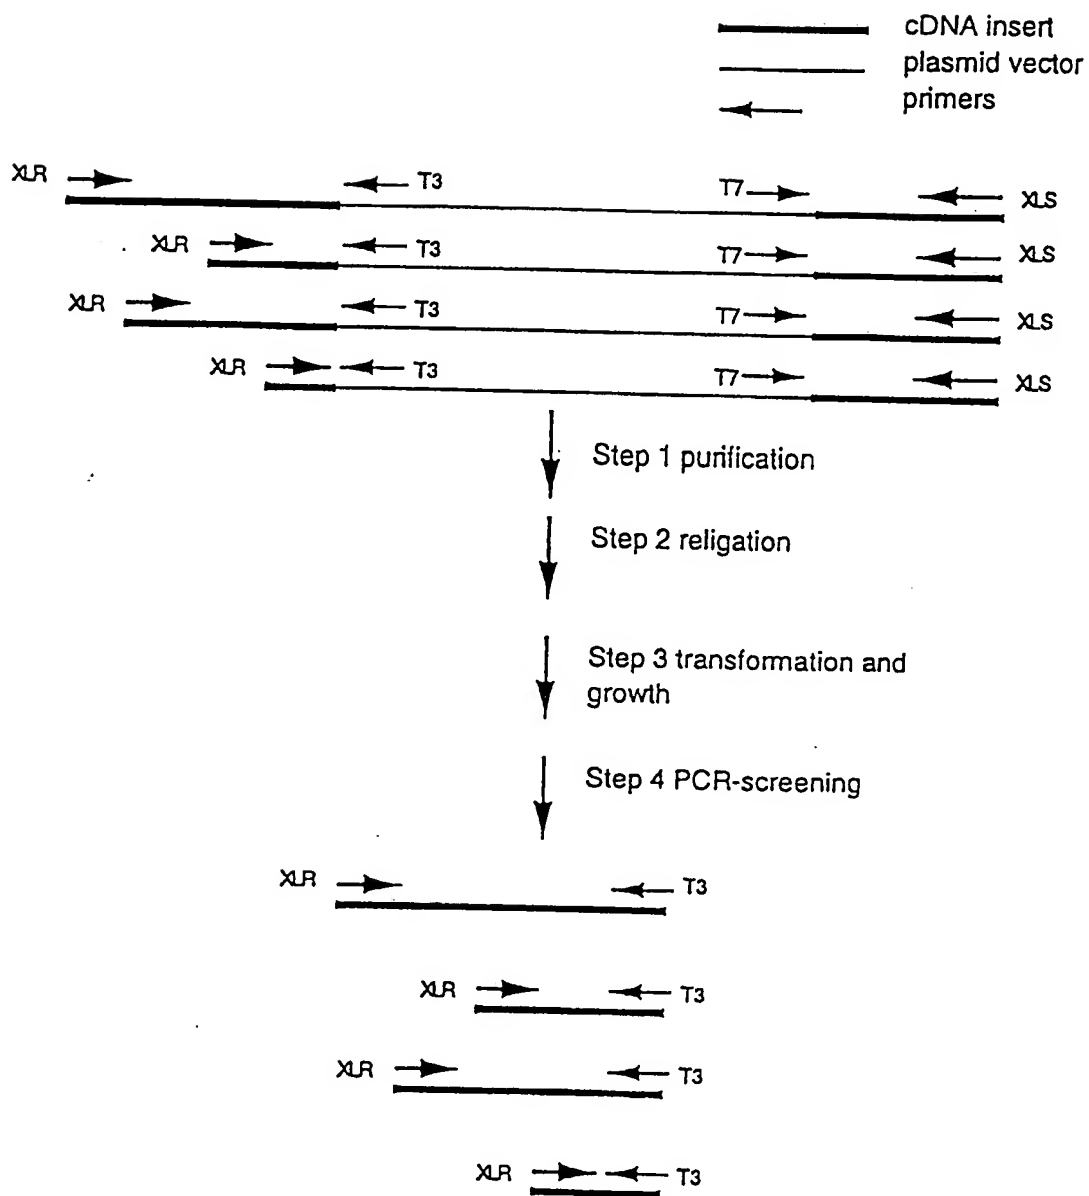 cDNA insert
plasmid vector
primers
XLR T3 T7 XLS
XLR T3 T7 XLS
XLR T3 T7 XLS
XLR T3 T7 XLS
Step 1 purification
Step 2 religation
Step 3 transformation and
growth
Step 4 PCR-screening
XLR T3
XLR T3
XLR T3
XLR T3